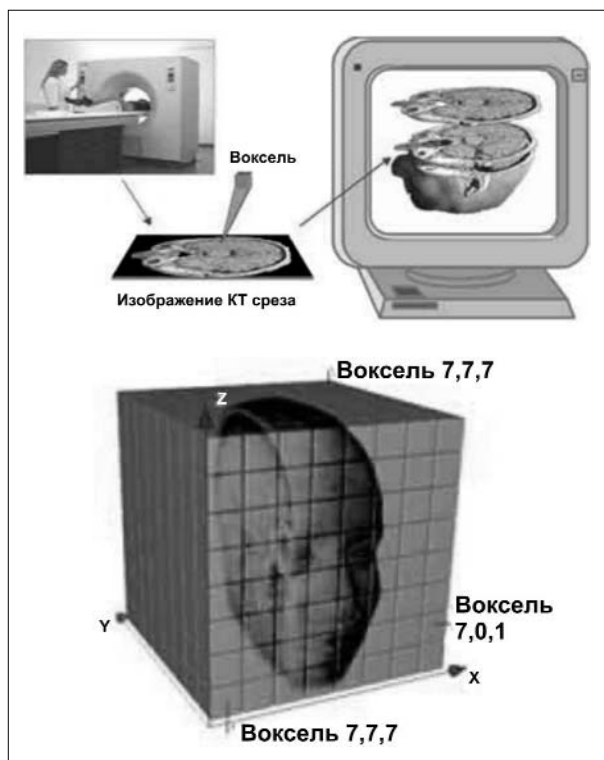 Воксель
Изображение КТ среза
Воксель 7,7,7
Z
Воксель
7,0,1
Y
X
Воксель 7,7,7